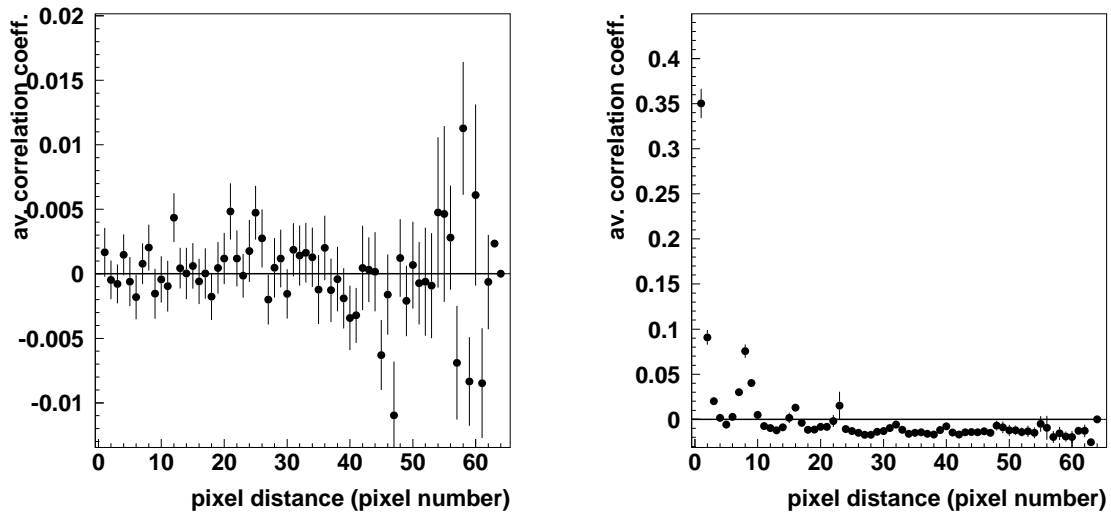 av. correlation coeff.
0.02
0.015
0.01
0.005
0
-0.005
-0.01
0 10 20 30 40 50 60
pixel distance (pixel number)
av. correlation coeff.
0.4
0.35
0.3
0.25
0.2
0.15
0.1
0.05
0
0 10 20 30 40 50 60
pixel distance (pixel number)